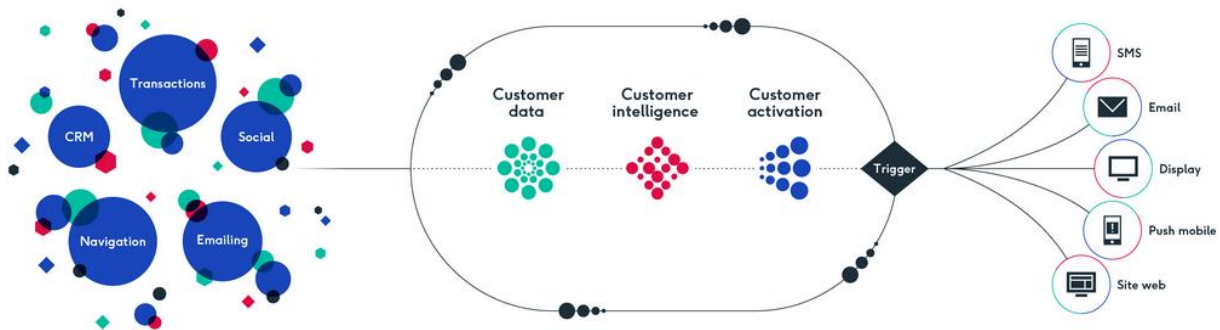 Transactions
CRM
Social
Navigation
Emailing
Customer
data
Customer
intelligence
Customer
activation
Trigger
SMS
Email
Display
Push mobile
Site web